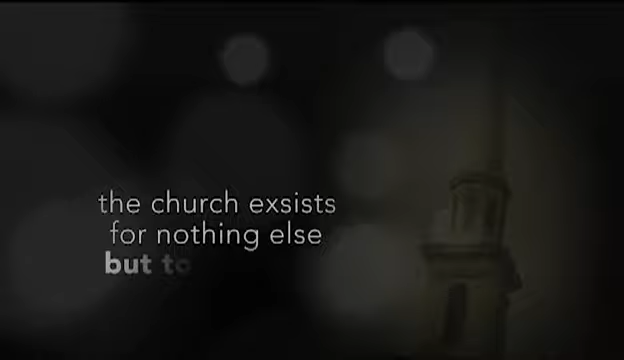 the church exsists
for nothing else
but to